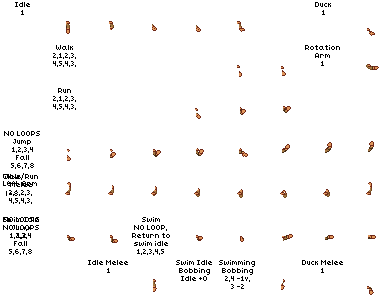 Idle
1
Duck
1
Walk
2,1,2,3,
4,5,4,3,
Rotation
Arm
1
Run
2,1,2,3,
4,5,4,3,
NO LOOPS
Jump
1,2,3,4
Fall
5,6,7,8
4,5,4,3,
NO LOOPS
Fall
5,6,7,8
Swim
NO LOOP,
Return to
swim idle
1,2,3,4,5
Idle Melee
1
Swim Idle
Bobbing
Idle +0
Swimming
Bobbing
2,4 -1v,
3 -2
Duck Melee
1